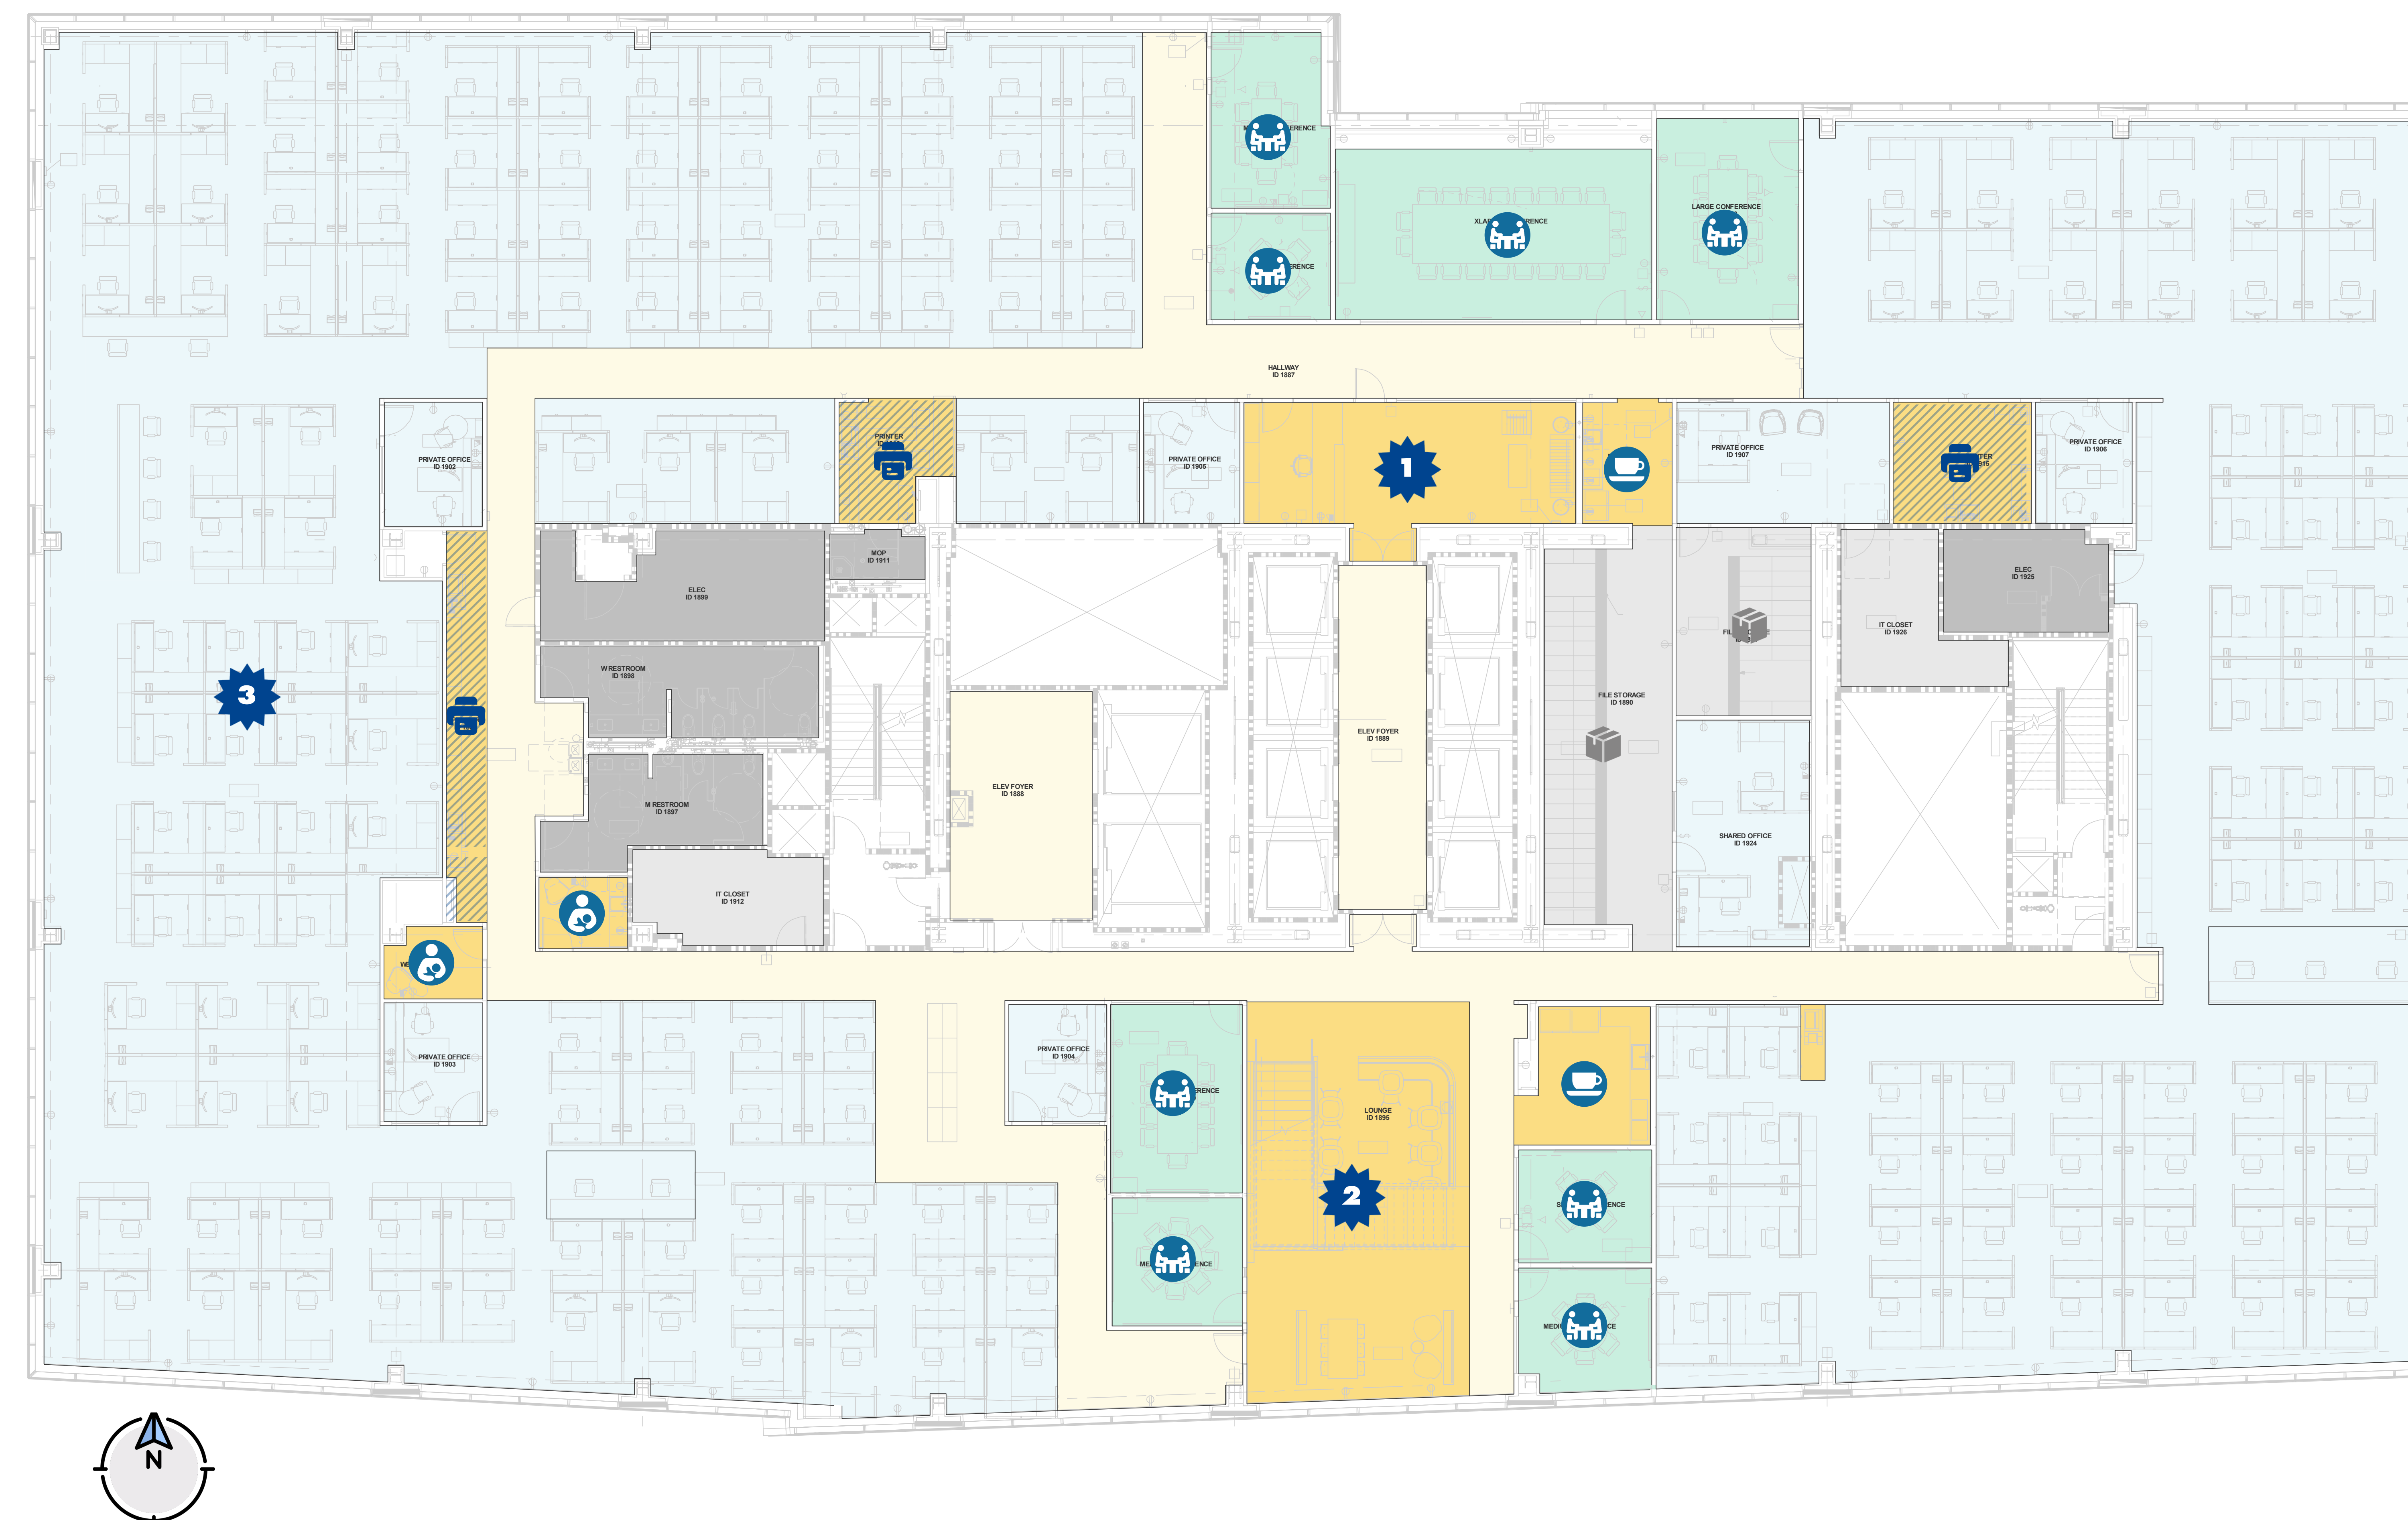 LARGE CONFERENCE
HALLWAY
ID 1887
PRINTER
PRIVATE OFFICE
ID 1902
PRIVATE OFFICE
ID 1905
1
PRIVATE OFFICE
ID 1907
PRIVATE OFFICE
ID 1906
MOP
ID 1911
ELEC
ID 1899
ELEC
ID 1925
IT CLOSET
ID 1926
W RESTROOM
ID 1898
3
FILE STORAGE
ID 1890
ELEV FOYER
ID 1889
ELEV FOYER
ID 1888
M RESTROOM
ID 1897
SHARED OFFICE
ID 1924
IT CLOSET
ID 1912
PRIVATE OFFICE
ID 1903
PRIVATE OFFICE
ID 1904
LOUNGE
ID 1895
2
N